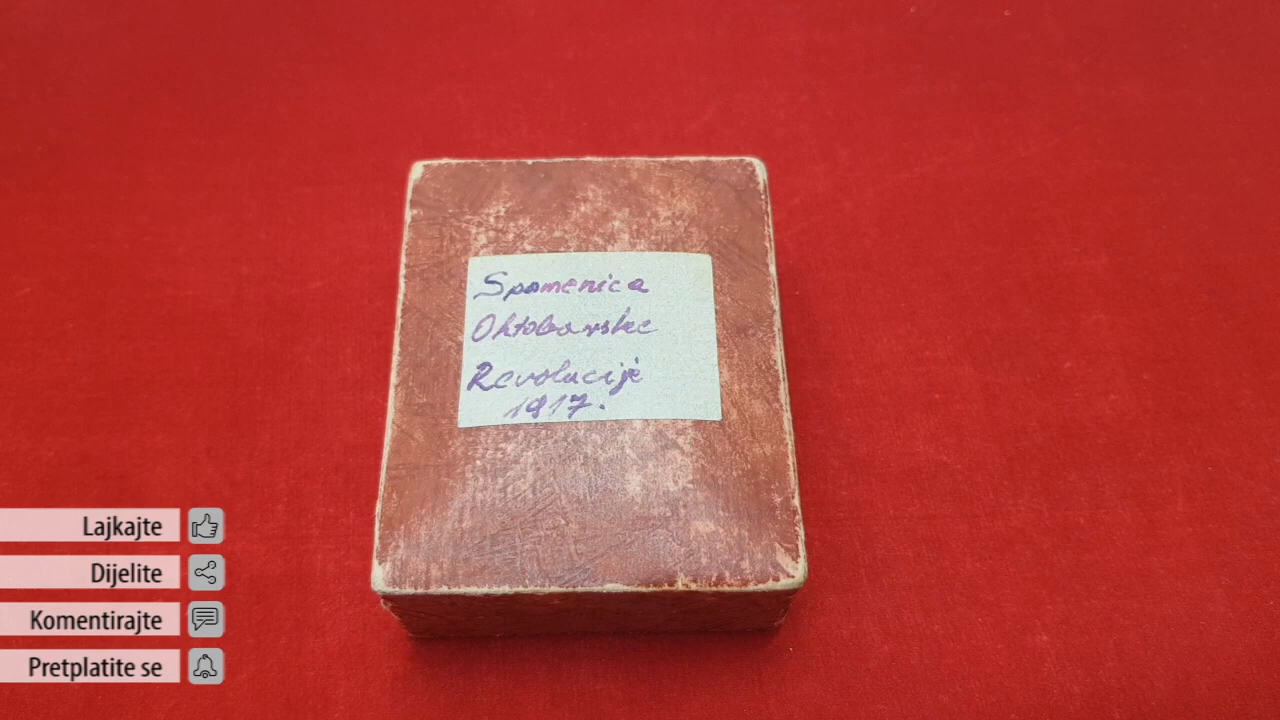 Spomenica
Oktobarske
Revolucije
1917.
Lajkajte
Dijelite
Komentirajte
Pretplatite se